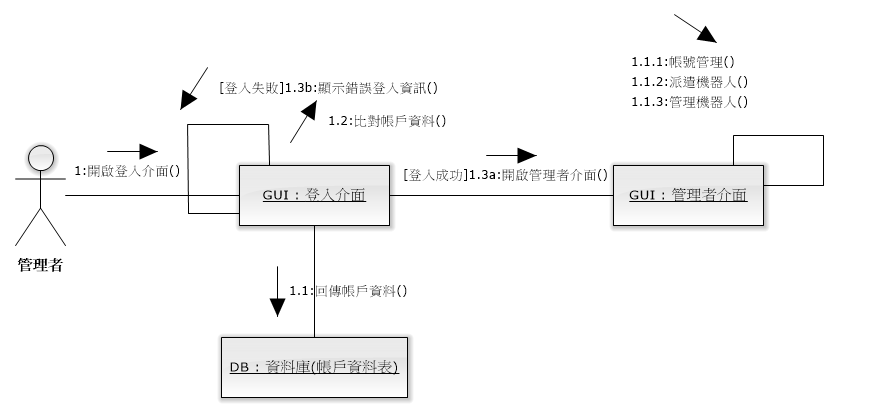 1.1.1:帳號管理()
1.1.2:派遣機器人()
1.1.3:管理機器人()
[登入失敗]1.3b:顯示錯誤登入資訊()
1.2:比對帳戶資料()
1:開啟登入介面()
[登入成功]1.3a:開啟管理者介面()
GUI : 登入介面
GUI : 管理者介面
管理者
1.1:回傳帳戶資料()
DB : 資料庫(帳戶資料表)